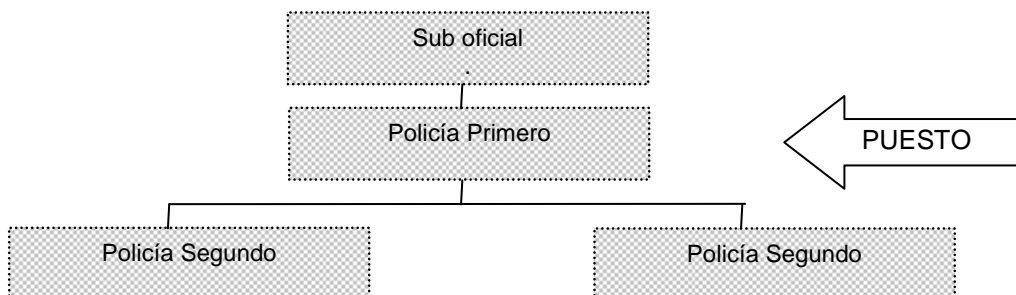 Sub oficial
.
Policía Primero
PUESTO
Policía Segundo
Policía Segundo